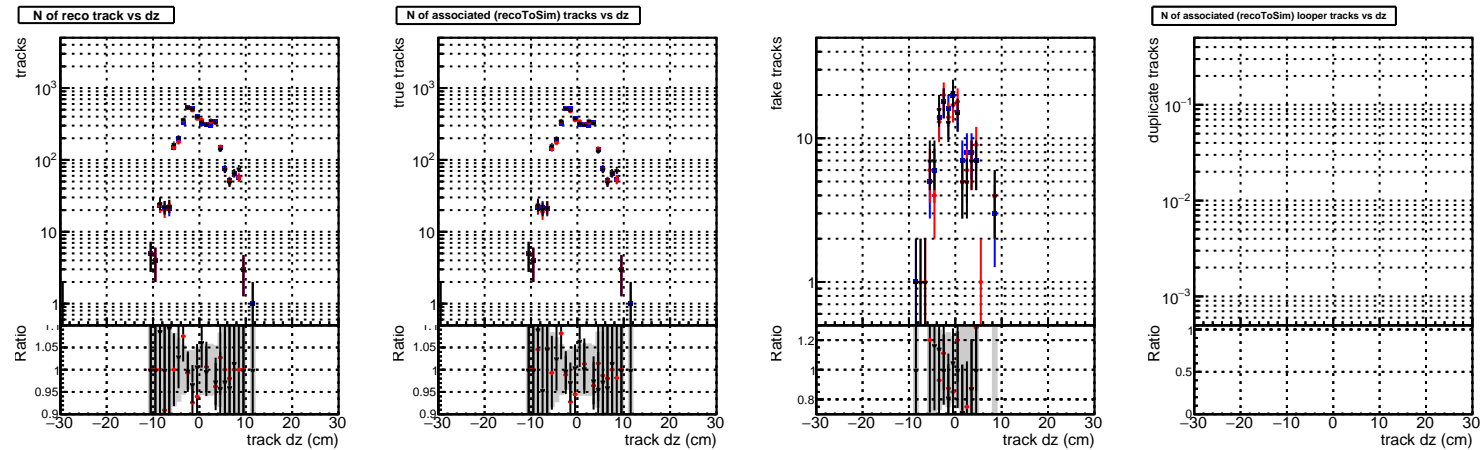 N of reco track vs dz
tracks
10³
10²
10
1
Ratio
1.1
1.05
1
0.95
0.9
−30 −20 −10 0 10 20 30
track dz (cm)
N of associated (recoToSim) tracks vs dz
true tracks
10³
10²
10
1
Ratio
1.1
1.05
1
0.95
0.9
−30 −20 −10 0 10 20 30
track dz (cm)
fake tracks
10
1
Ratio
1.2
1
0.8
−30 −20 −10 0 10 20 30
track dz (cm)
N of associated (recoToSim) looper tracks vs dz
duplicate tracks
10⁻¹
10⁻²
10⁻³
Ratio
1
0.5
0
−30 −20 −10 0 10 20 30
track dz (cm)